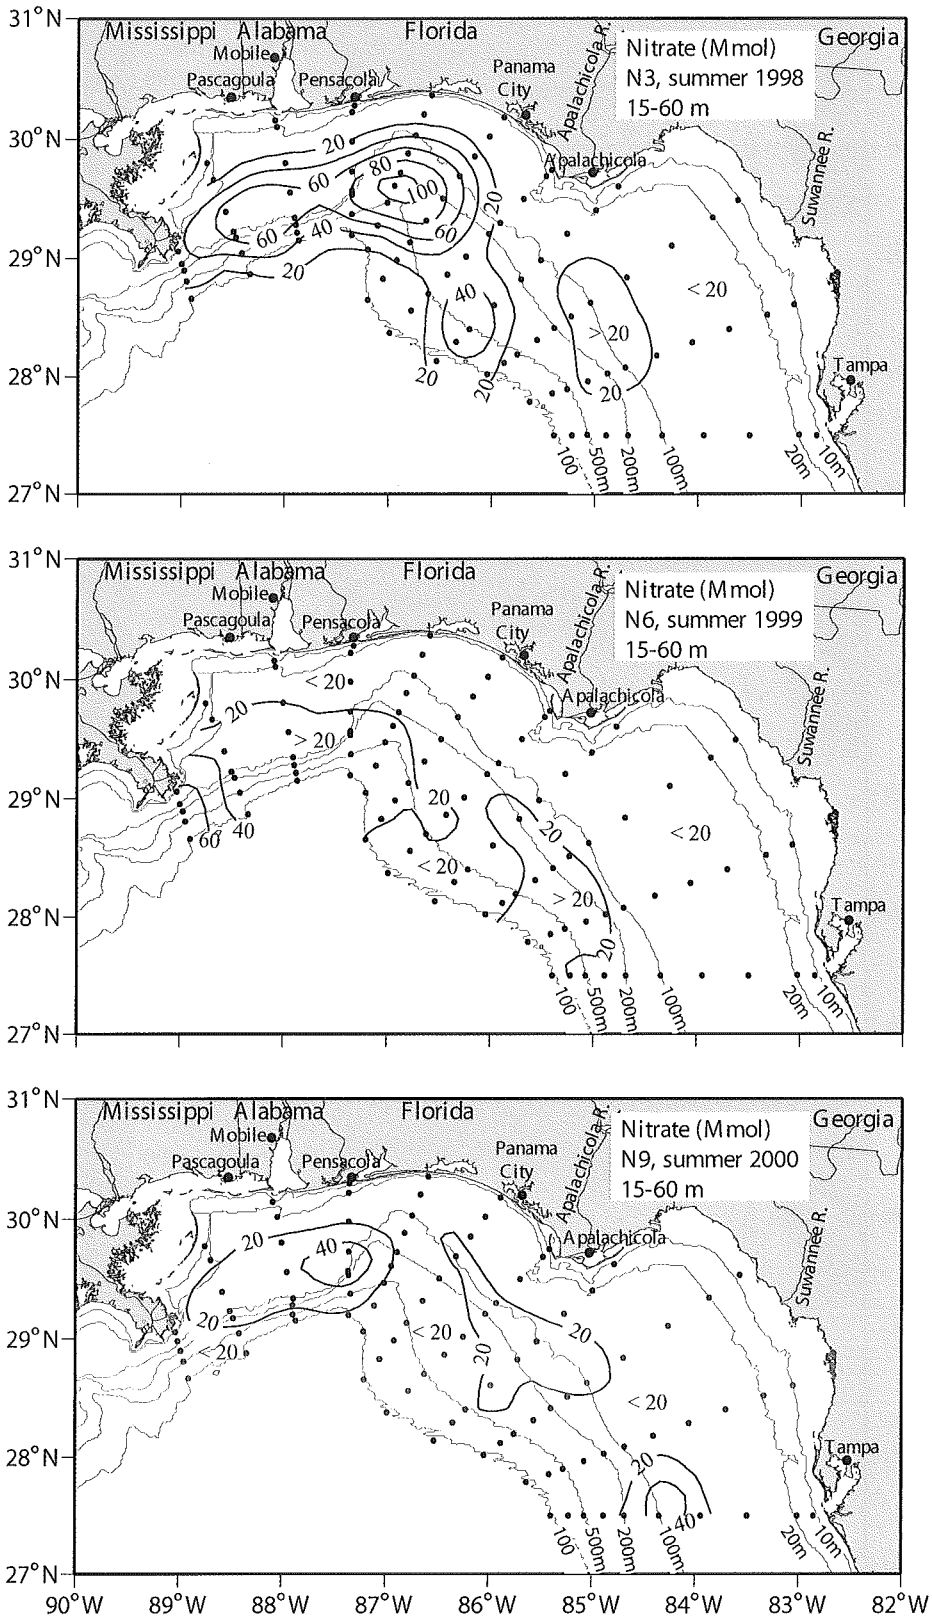 31°N
Mississippi Alabama Florida Georgia
Mobile
Pascagoula Pensacola
Panama
City
Apalachicola R.
Nitrate (Mmol)
N3, summer 1998
15-60 m
30°N
Apalachicola
Suwannee R.
20
80
60
100
20
60
40
60
29°N
20
40
< 20
> 20
28°N
20
20
20
Tampa
100
500m
200m
100m
20m
10m
27°N
31°N
Mississippi Alabama Florida Georgia
Mobile
Pascagoula Pensacola
Panama
City
Apalachicola R.
Nitrate (Mmol)
N6, summer 1999
15-60 m
30°N
Apalachicola
Suwannee R.
< 20
20
> 20
29°N
20
20
60
40
< 20
< 20
> 20
28°N
20
Tampa
100
500m
200m
100m
20m
10m
27°N
31°N
Mississippi Alabama Florida Georgia
Mobile
Pascagoula Pensacola
Panama
City
Apalachicola R.
Nitrate (Mmol)
N9, summer 2000
15-60 m
30°N
Apalachicola
Suwannee R.
20
40
20
< 20
20
29°N
< 20
20
< 20
28°N
20
40
Tampa
100
500m
200m
100m
20m
10m
27°N
90°W 89°W 88°W 87°W 86°W 85°W 84°W 83°W 82°W